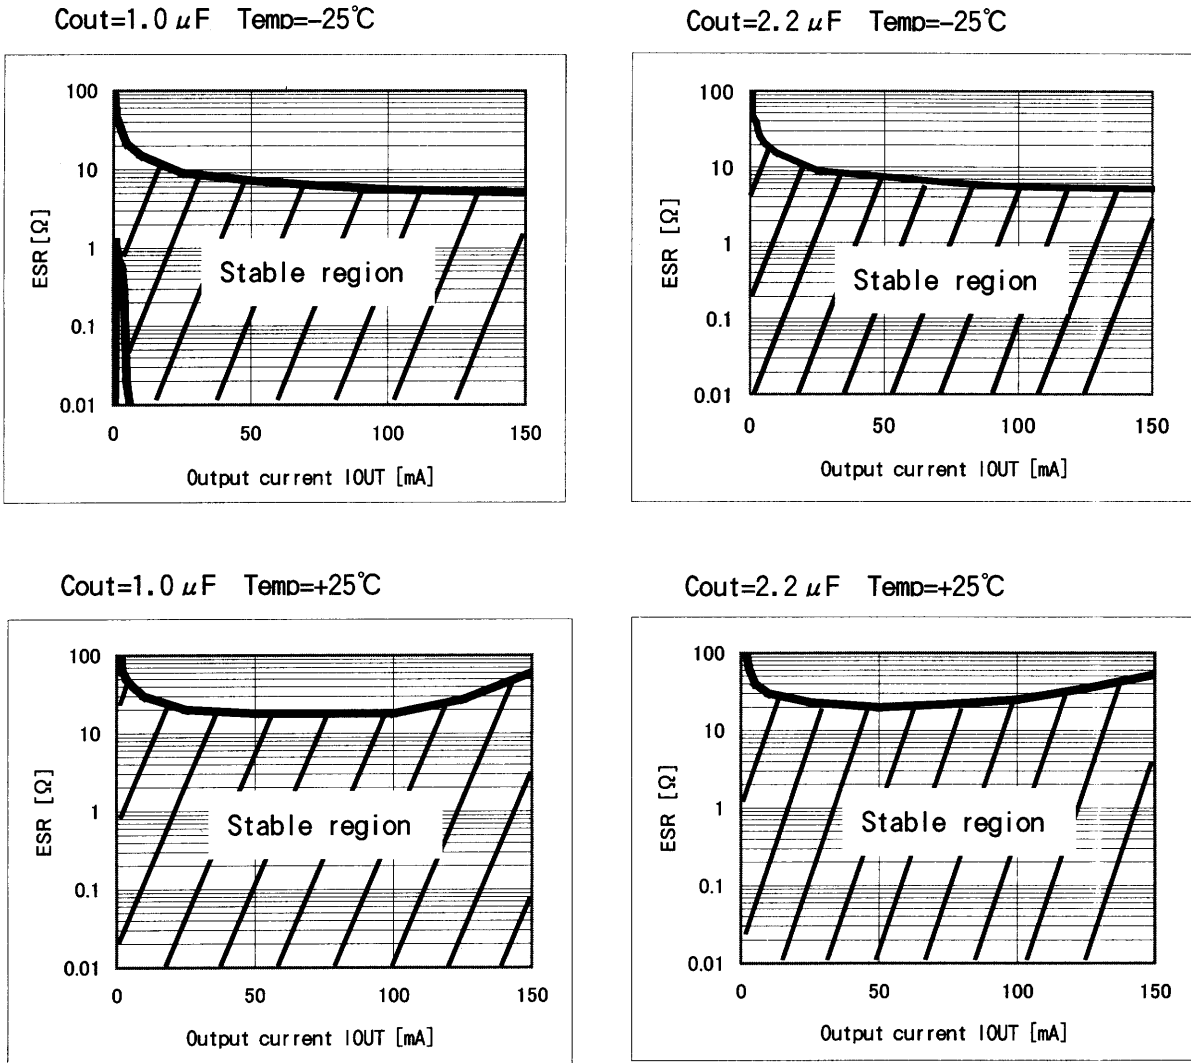 Cout=1.0 μF Temp=-25℃
100
10
1
0.1
0.01
ESR [Ω]
Stable region
0 50 100 150
Output current IOUT [mA]
Cout=2.2 μF Temp=-25℃
100
10
1
0.1
0.01
ESR [Ω]
Stable region
0 50 100 150
Output current IOUT [mA]
Cout=1.0 μF Temp=+25℃
100
10
1
0.1
0.01
ESR [Ω]
Stable region
0 50 100 150
Output current IOUT [mA]
Cout=2.2 μF Temp=+25℃
100
10
1
0.1
0.01
ESR [Ω]
Stable region
0 50 100 150
Output current IOUT [mA]